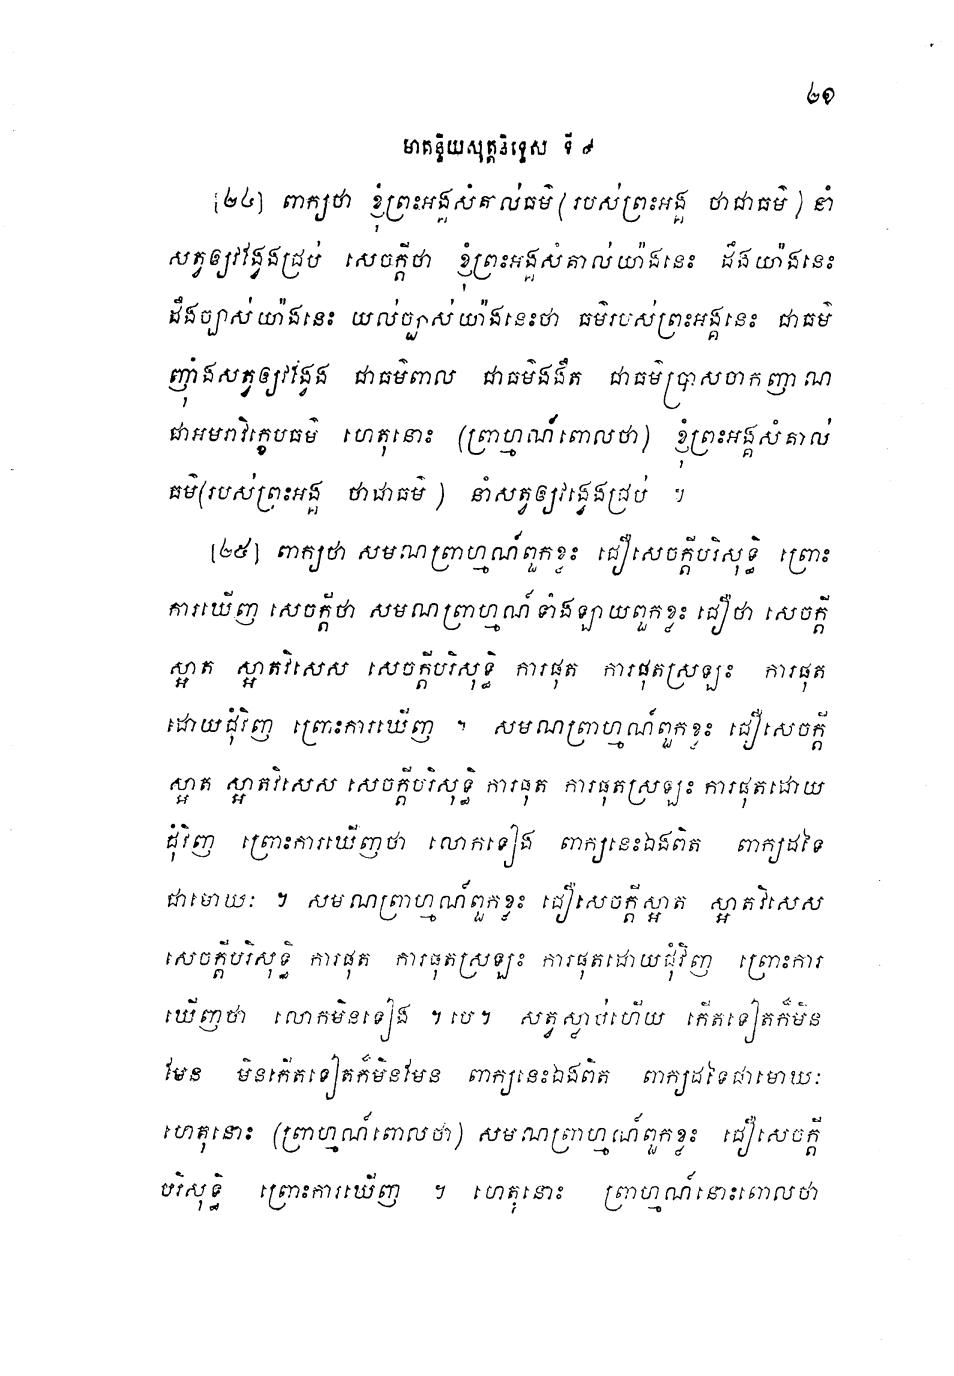 ៤១
មាគន្ទិយសុត្តនិទ្ទេស ទី ៩
[៤៤] ពាក្យថា ខ្ញុំព្រះអង្គសំគាល់ធម៌ (របស់ព្រះអង្គ ថាជាធម៌) នាំ
សត្វឲ្យវង្វេងជ្រប់ សេចក្តីថា ខ្ញុំព្រះអង្គសំគាល់យ៉ាងនេះ ដឹងយ៉ាងនេះ
ដឹងច្បាស់យ៉ាងនេះ យល់ច្បាស់យ៉ាងនេះថា ធម៌របស់ព្រះអង្គនេះ ជាធម៌
ញ៉ាំងសត្វឲ្យវង្វេង ជាធម៌ពាល ជាធម៌ងងឹត ជាធម៌ប្រាសចាកញាណ
ជាអមរាវិក្ខេបធម៌ ហេតុនោះ (ព្រាហ្មណ៍ពោលថា) ខ្ញុំព្រះអង្គសំគាល់
ធម៌(របស់ព្រះអង្គ ថាជាធម៌) នាំសត្វឲ្យវង្វេងជ្រប់ ។
[៤៥] ពាក្យថា សមណព្រាហ្មណ៍ពួកខ្លះ ជឿសេចក្តីបរិសុទ្ធិ ព្រោះ
ការឃើញ សេចក្តីថា សមណព្រាហ្មណ៍ទាំងឡាយពួកខ្លះ ជឿថា សេចក្តី
ស្អាត ស្អាតវិសេស សេចក្តីបរិសុទ្ធិ ការផុត ការផុតស្រឡះ ការផុត
ដោយជុំវិញ ព្រោះការឃើញ ។ សមណព្រាហ្មណ៍ពួកខ្លះ ជឿសេចក្តី
ស្អាត ស្អាតវិសេស សេចក្តីបរិសុទ្ធិ ការផុត ការផុតស្រឡះ ការផុតដោយ
ជុំវិញ ព្រោះការឃើញថា លោកទៀង ពាក្យនេះឯងពិត ពាក្យដទៃ
ជាមោឃៈ ។ សមណព្រាហ្មណ៍ពួកខ្លះ ជឿសេចក្តីស្អាត ស្អាតវិសេស
សេចក្តីបរិសុទ្ធិ ការផុត ការផុតស្រឡះ ការផុតដោយជុំវិញ ព្រោះការ
ឃើញថា លោកមិនទៀង ។បេ។ សត្វស្លាប់ហើយ កើតទៀតក៏មិន
មែន មិនកើតទៀតក៏មិនមែន ពាក្យនេះឯងពិត ពាក្យដទៃជាមោឃៈ
ហេតុនោះ (ព្រាហ្មណ៍ពោលថា) សមណព្រាហ្មណ៍ពួកខ្លះ ជឿសេចក្តី
បរិសុទ្ធិ ព្រោះការឃើញ ។ ហេតុនោះ ព្រាហ្មណ៍នោះពោលថា